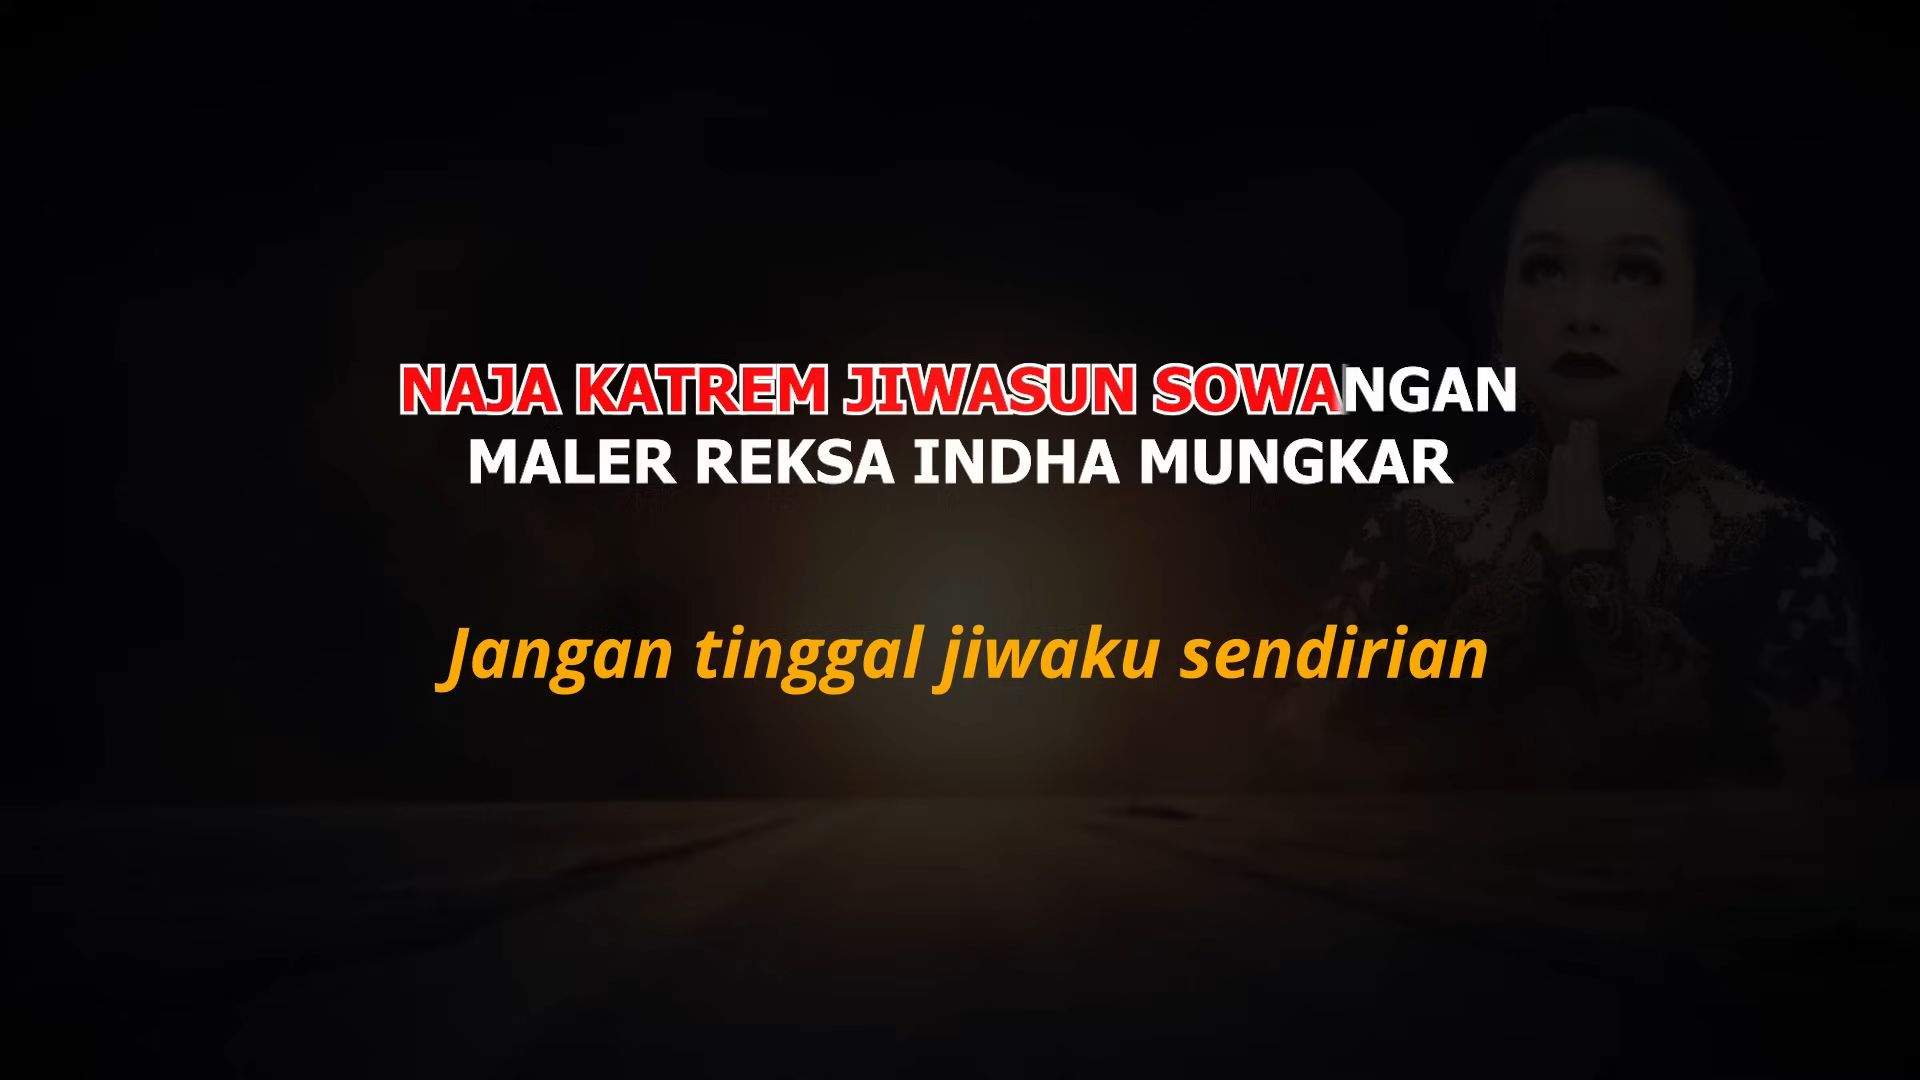 NAJA KATREM JIWASUN SOWANGAN
MALER REKSA INDHA MUNGKAR
Jangan tinggal jiwaku sendirian